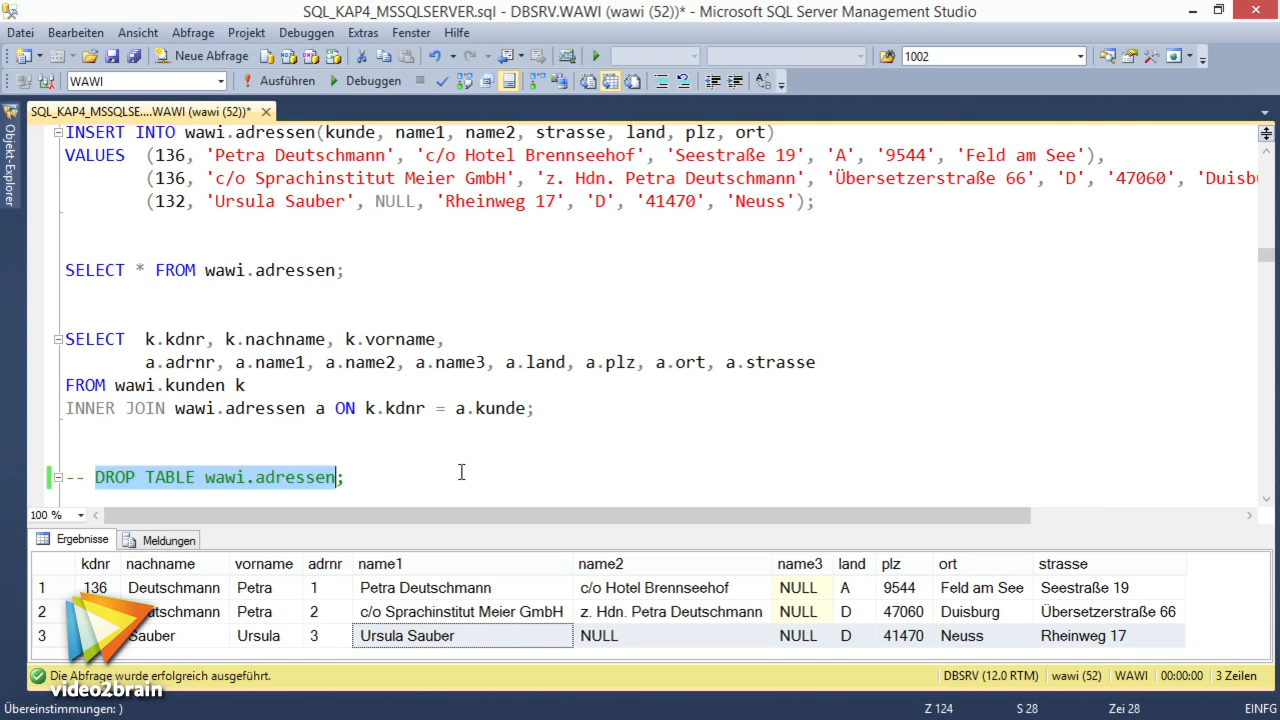 SQL_KAP4_MSSQLSERVER.sql - DBSRV.WAWI (wawi (52))* - Microsoft SQL Server Management Studio
Datei Bearbeiten Ansicht Abfrage Projekt Debuggen Extras Fenster Hilfe
Neue Abfrage 1002
WAWI Ausführen Debuggen
SQL_KAP4_MSSQLSE....WAWI (wawi (52))*
Objekt-Explorer
INSERT INTO wawi.adressen(kunde, name1, name2, strasse, land, plz, ort)
VALUES (136, 'Petra Deutschmann', 'c/o Hotel Brennseehof', 'Seestraße 19', 'A', '9544', 'Feld am See'),
(136, 'c/o Sprachinstitut Meier GmbH', 'z. Hdn. Petra Deutschmann', 'Übersetzerstraße 66', 'D', '47060', 'Duisbu
(132, 'Ursula Sauber', NULL, 'Rheinweg 17', 'D', '41470', 'Neuss');
SELECT * FROM wawi.adressen;
SELECT k.kdnr, k.nachname, k.vorname,
a.adrnr, a.name1, a.name2, a.name3, a.land, a.plz, a.ort, a.strasse
FROM wawi.kunden k
INNER JOIN wawi.adressen a ON k.kdnr = a.kunde;
-- DROP TABLE wawi.adressen;
100 %
Ergebnisse Meldungen
kdnr nachname vorname adrnr name1 name2 name3 land plz ort strasse
1 136 Deutschmann Petra 1 Petra Deutschmann c/o Hotel Brennseehof NULL A 9544 Feld am See Seestraße 19
2 utschmann Petra 2 c/o Sprachinstitut Meier GmbH z. Hdn. Petra Deutschmann NULL D 47060 Duisburg Übersetzerstraße 66
3 Sauber Ursula 3 Ursula Sauber NULL NULL D 41470 Neuss Rheinweg 17
Die Abfrage wurde erfolgreich ausgeführt. DBSRV (12.0 RTM) wawi (52) WAWI 00:00:00 3 Zeilen
video2brain
Übereinstimmungen: ) Z 124 S 28 Zei 28 EINFG